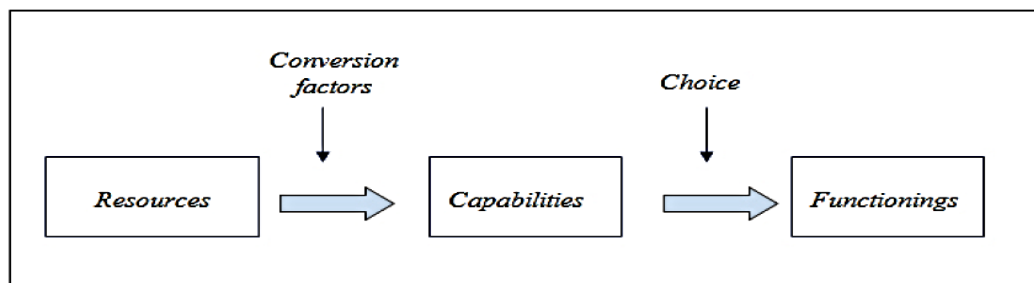 Conversion
factors
Choice
Resources
Capabilities
Functionings